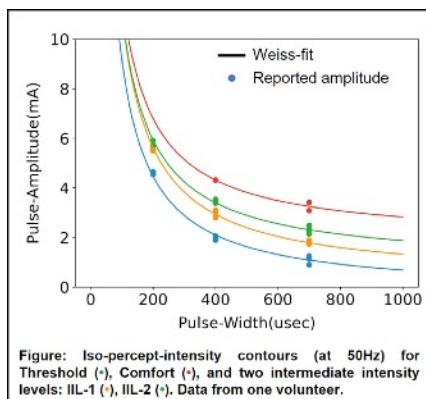 10
8
6
4
2
0
Pulse-Amplitude(mA)
Weiss-fit
Reported amplitude
0 200 400 600 800 1000
Pulse-Width(usec)
Figure: Iso-percept-intensity contours (at 50Hz) for
Threshold (•), Comfort (•), and two intermediate intensity
levels: IIL-1 (•), IIL-2 (•). Data from one volunteer.